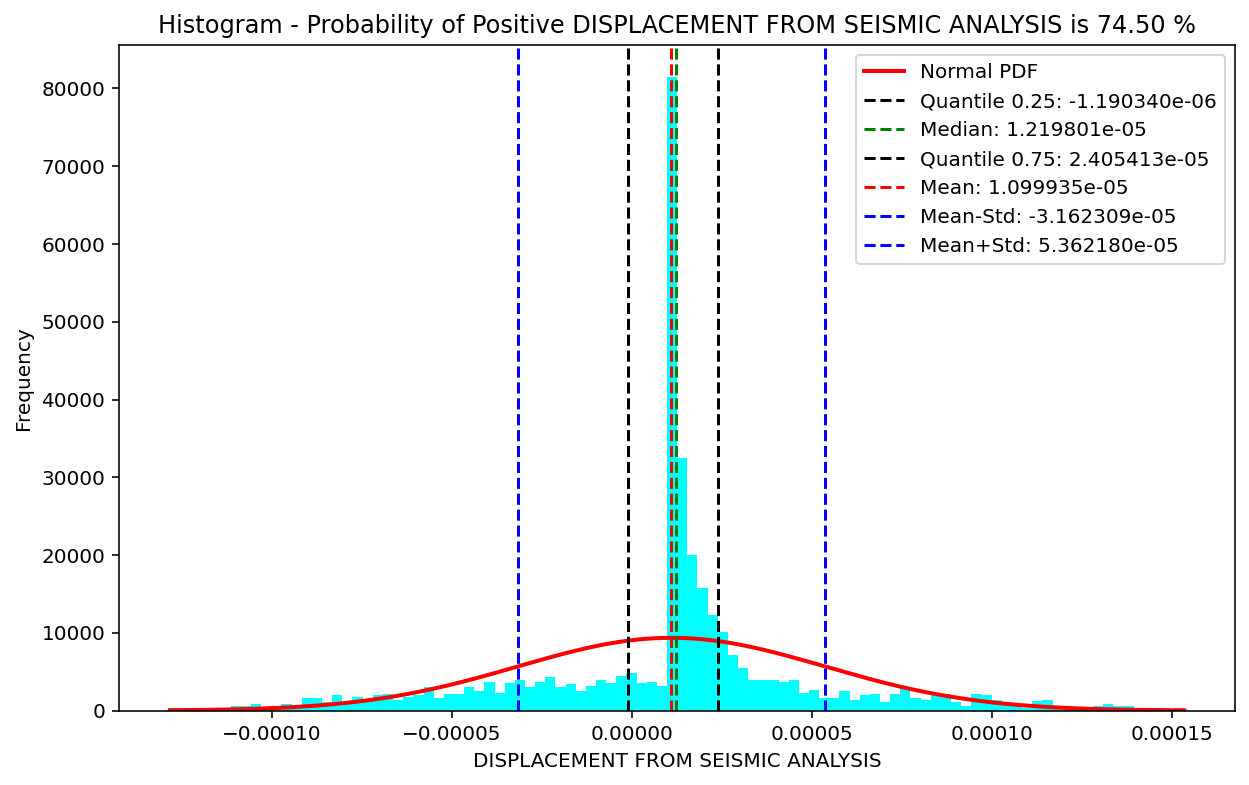 Histogram - Probability of Positive DISPLACEMENT FROM SEISMIC ANALYSIS is 74.50 %
Normal PDF
Quantile 0.25: -1.190340e-06
Median: 1.219801e-05
Quantile 0.75: 2.405413e-05
Mean: 1.099935e-05
Mean-Std: -3.162309e-05
Mean+Std: 5.362180e-05
Frequency
80000
70000
60000
50000
40000
30000
20000
10000
0
−0.00010 −0.00005 0.00000 0.00005 0.00010 0.00015
DISPLACEMENT FROM SEISMIC ANALYSIS